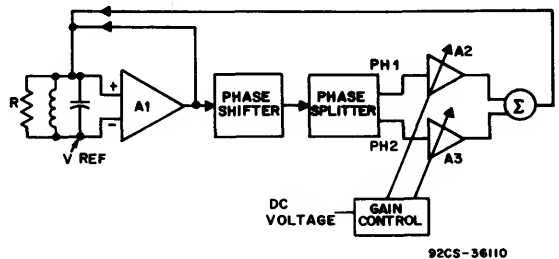 PH1
A2
R
+
-
A1
PHASE
SHIFTER
PHASE
SPLITTER
Σ
V REF
PH2
A3
DC
VOLTAGE
GAIN
CONTROL
92CS-36110